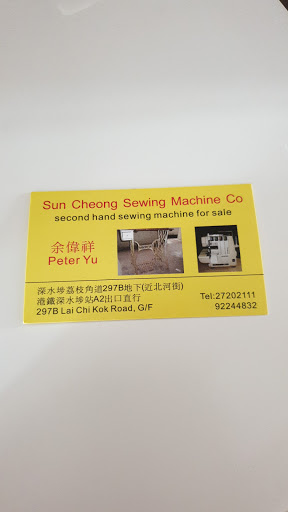 Sun Cheong Sewing Machine Co
second hand sewing machine for sale
余偉祥
Peter Yu
深水埗荔枝角道297B地下(近北河街)
港鐵深水埗站A2出口直行
297B Lai Chi Kok Road, G/F
Tel:27202111
92244832